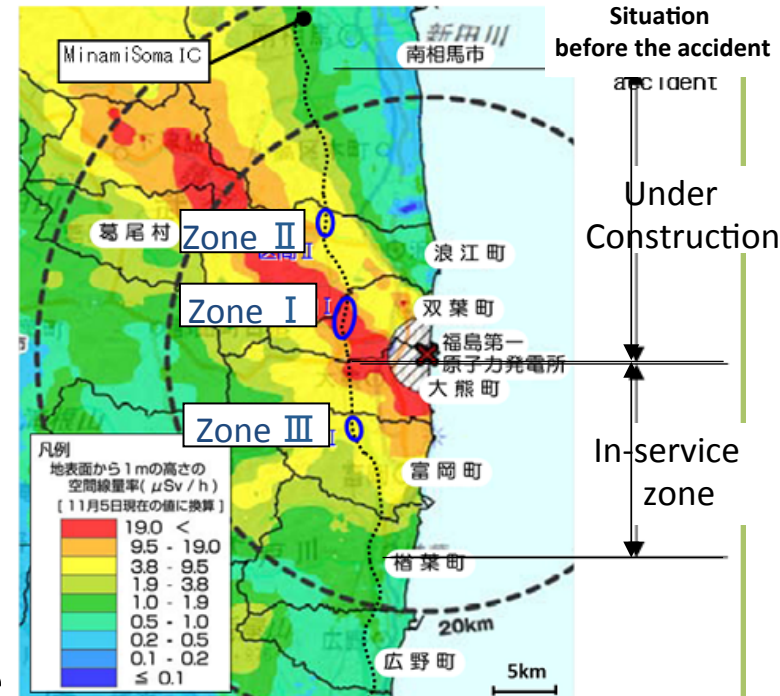 Situation
before the accident
accident
MinamiSoma IC
新田川
南相馬市
Under
Construction
葛尾村
Zone Ⅱ
浪江町
Zone Ⅰ
双葉町
福島第一
原子力発電所
大熊町
Zone Ⅲ
In-service
zone
富岡町
凡例
地表面から1mの高さの
空間線量率(μSv/h)
[11月5日現在の値に換算]
19.0 <
9.5 - 19.0
3.8 - 9.5
1.9 - 3.8
1.0 - 1.9
0.5 - 1.0
0.2 - 0.5
0.1 - 0.2
≦ 0.1
楢葉町
20km
広野町
5km